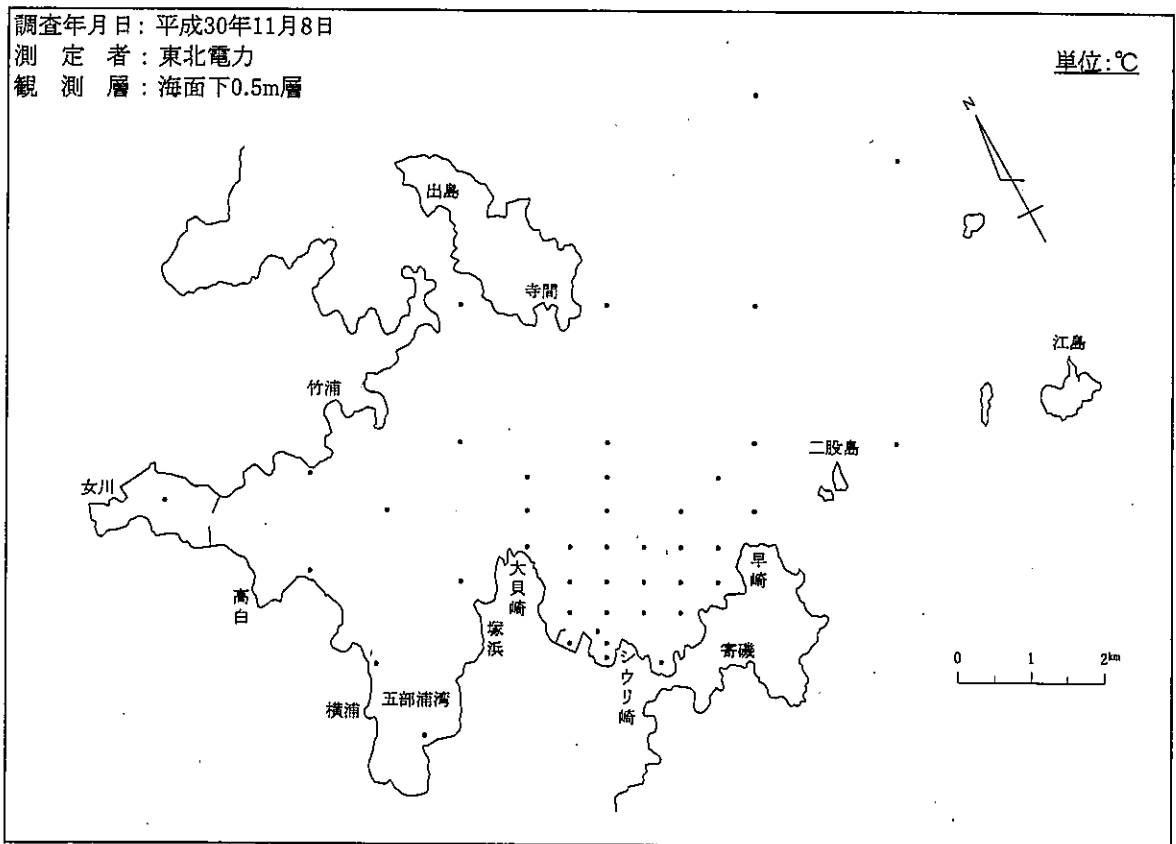 調査年月日：平成30年11月8日
測　定　者：東北電力
観　測　層：海面下0.5m層
単位：℃
N
出島
寺間
江島
竹浦
二股島
女川
早崎
大貝崎
高白
塚浜
寄磯
シウリ崎
五部浦湾
横浦
0 1 2km